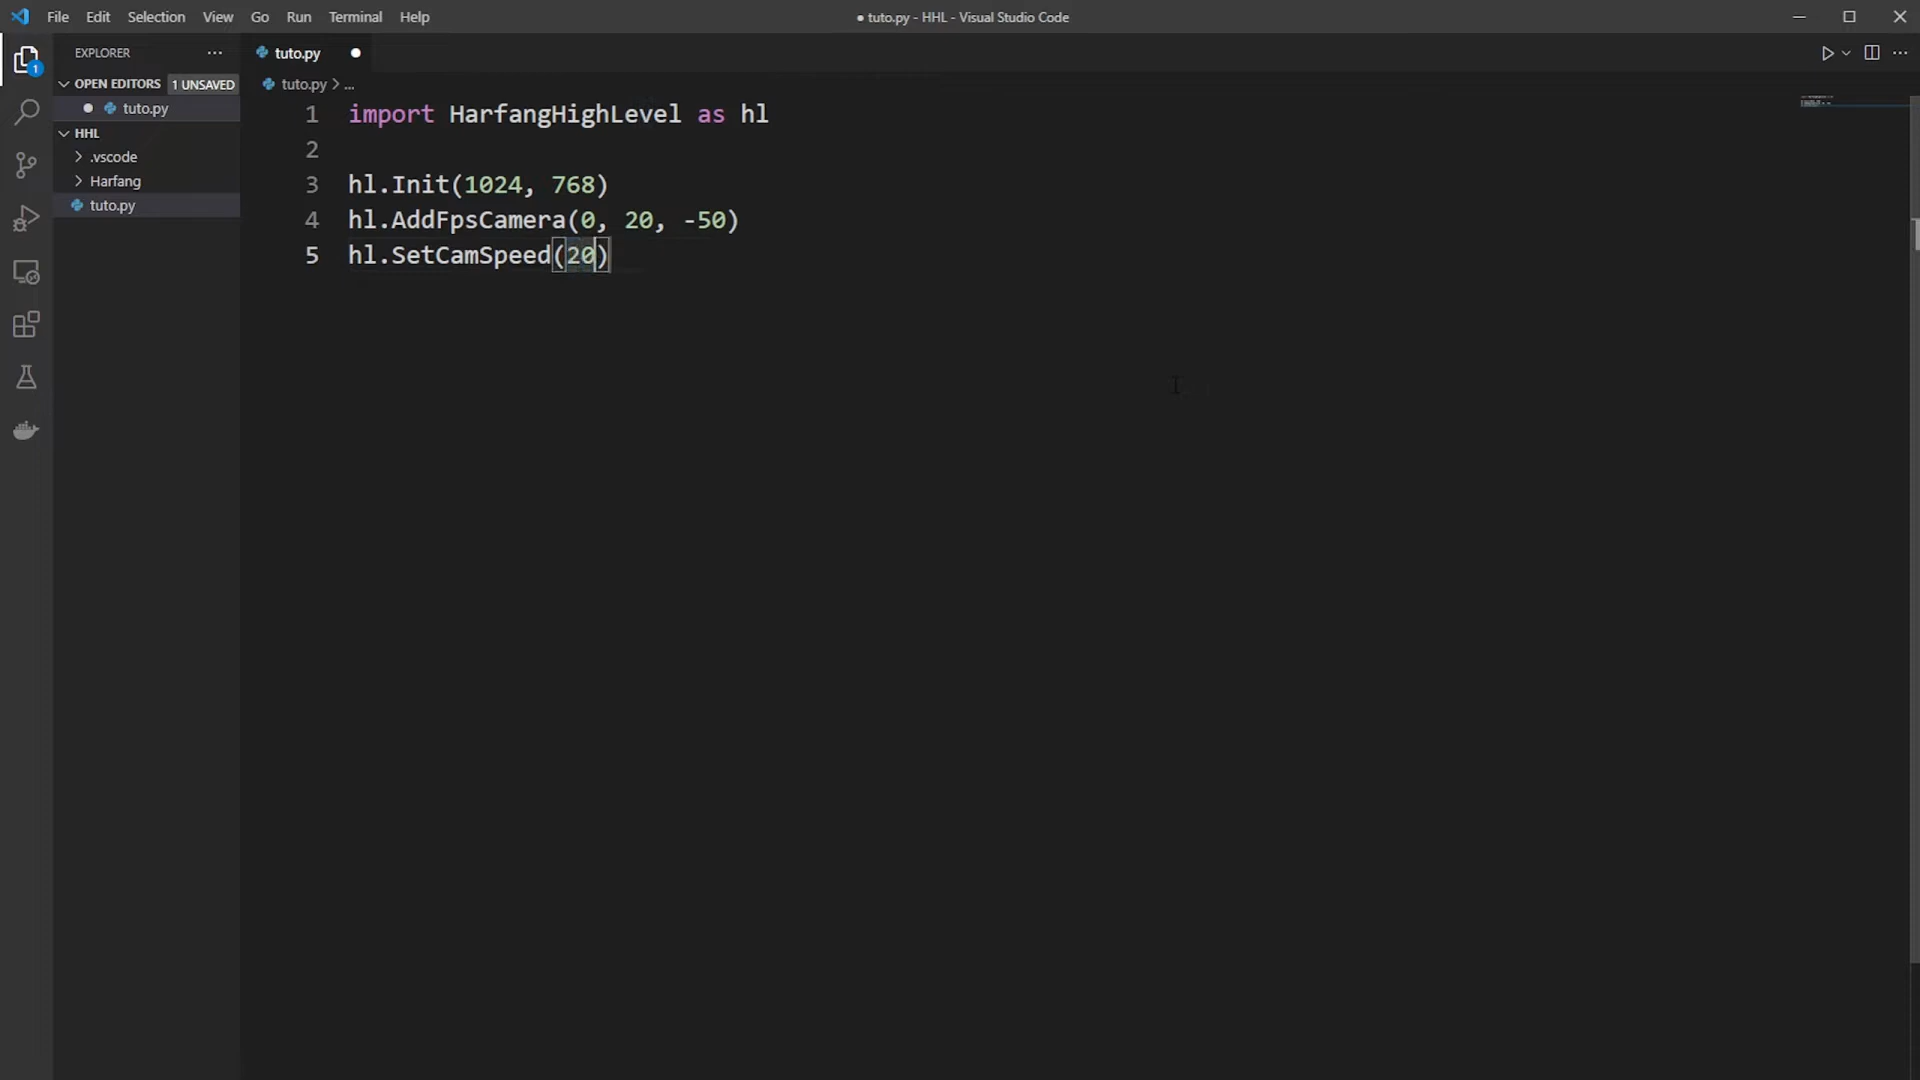 File Edit Selection View Go Run Terminal Help
● tuto.py - HHL - Visual Studio Code
EXPLORER ...
tuto.py
OPEN EDITORS 1 UNSAVED
tuto.py > ...
tuto.py
HHL
.vscode
Harfang
tuto.py
1
1 import HarfangHighLevel as hl
2
3 hl.Init(1024, 768)
4 hl.AddFpsCamera(0, 20, -50)
5 hl.SetCamSpeed(20)